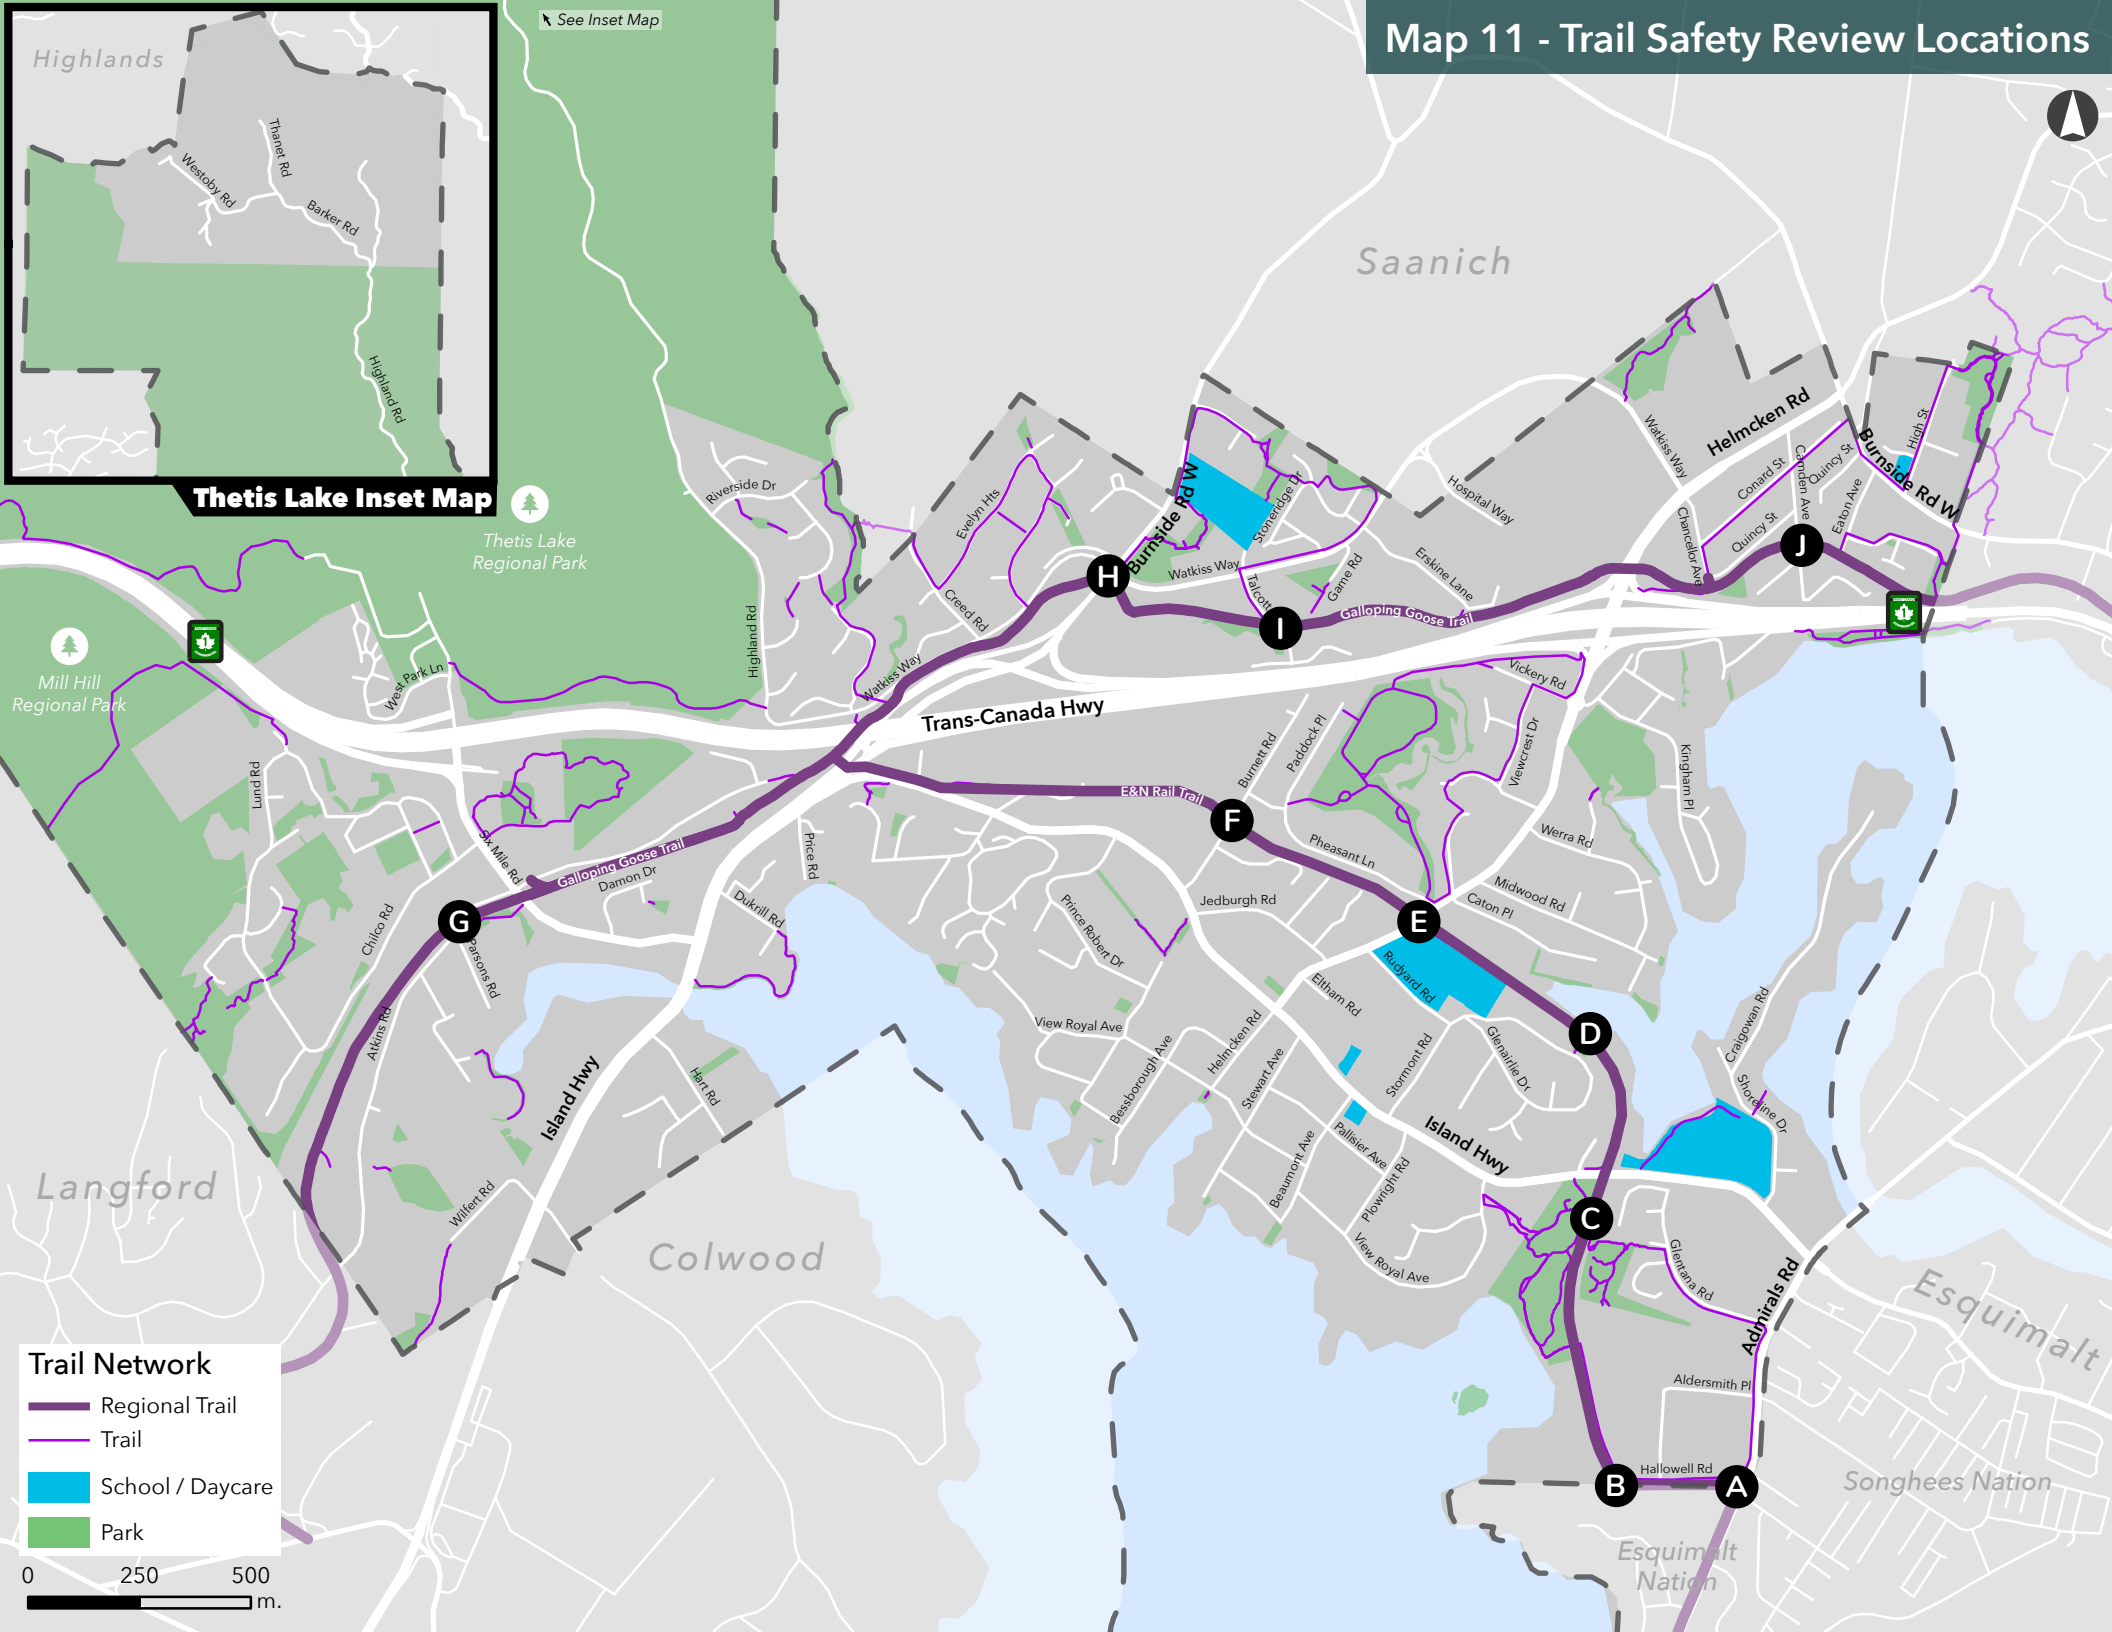 See Inset Map
Map 11 - Trail Safety Review Locations
Highlands
Thanet Rd
Westoby Rd
Barker Rd
Highland Rd
Thetis Lake Inset Map
Thetis Lake
Regional Park
Mill Hill
Regional Park
1
Saanich
Riverside Dr
Evelyn Hts
Burnside Rd W
Stoneridge Dr
Hospital Way
Watkiss Way
Helmcken Rd
Conard St
Camden Ave
Quincy St
Burnside Rd W
High St
Eaton Ave
Quincy St
Chancellor Ave
J
1
H
Watkiss Way
Talcott
Game Rd
Erskine Lane
I
Galloping Goose Trail
Creed Rd
Highland Rd
Watkiss Way
West Park Ln
Trans-Canada Hwy
Vickery Rd
Viewcrest Dr
Kingham Pl
Burnett Rd
Paddock Pl
Lund Rd
E&N Rail Trail
F
Pheasant Ln
Werra Rd
Six Mile Rd
Galloping Goose Trail
Damon Dr
Price Rd
Dukrill Rd
G
Parsons Rd
Chilco Rd
Atkins Rd
Prince Robert Dr
Jedburgh Rd
E
Midwood Rd
Caton Pl
Rudyard Rd
Eltham Rd
D
Craigowan Rd
Shoreline Dr
View Royal Ave
Bessborough Ave
Helmcken Rd
Stewart Ave
Stormont Rd
Glenairlie Dr
Hart Rd
Island Hwy
Island Hwy
Pallisier Ave
Beaumont Ave
Plowright Rd
View Royal Ave
Wilfert Rd
Langford
Colwood
C
Glentana Rd
Admirals Rd
Esquimalt
Aldersmith Pl
Hallowell Rd
B
A
Songhees Nation
Esquimalt
Nation
Trail Network
Regional Trail
Trail
School / Daycare
Park
0 250 500
m.